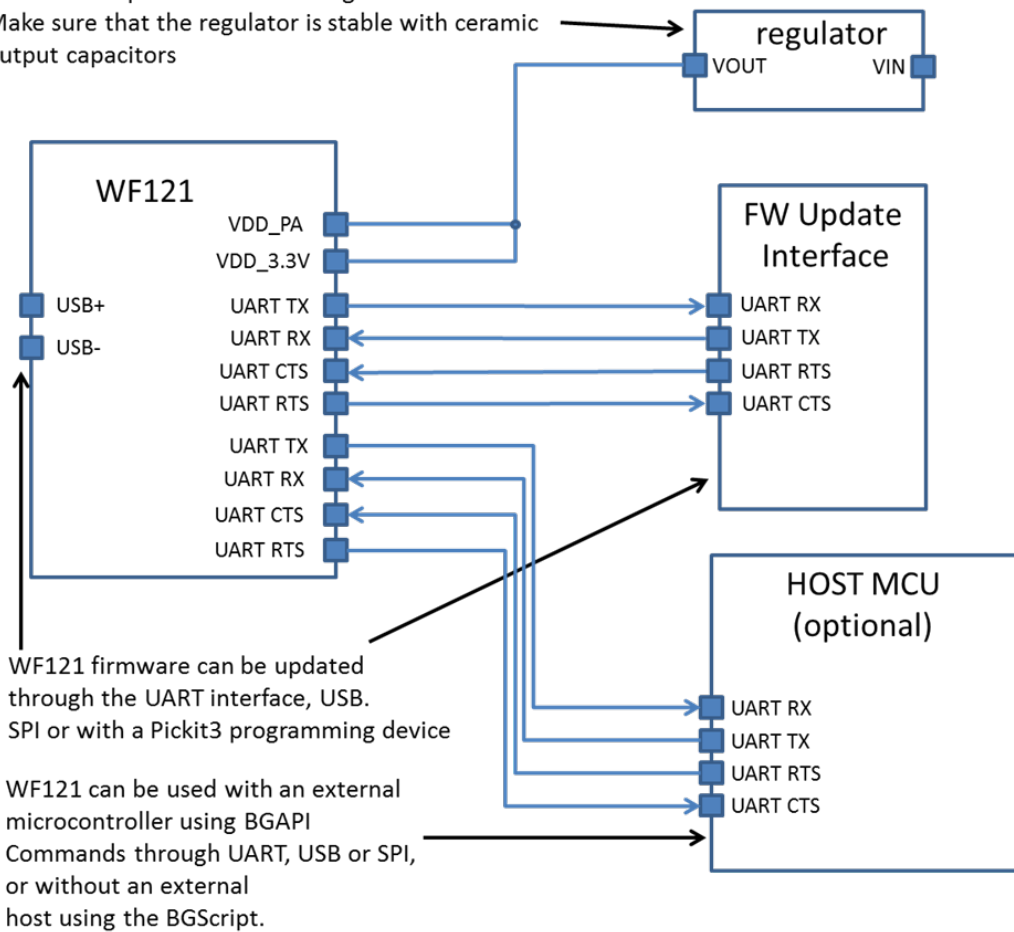 Make sure that the regulator is stable with ceramic
output capacitors
regulator
VOUT
VIN
WF121
VDD_PA
VDD_3.3V
USB+
USB-
UART TX
UART RX
UART CTS
UART RTS
UART TX
UART RX
UART CTS
UART RTS
FW Update
Interface
UART RX
UART TX
UART RTS
UART CTS
HOST MCU
(optional)
UART RX
UART TX
UART RTS
UART CTS
WF121 firmware can be updated
through the UART interface, USB.
SPI or with a Pickit3 programming device
WF121 can be used with an external
microcontroller using BGAPI
Commands through UART, USB or SPI,
or without an external
host using the BGScript.